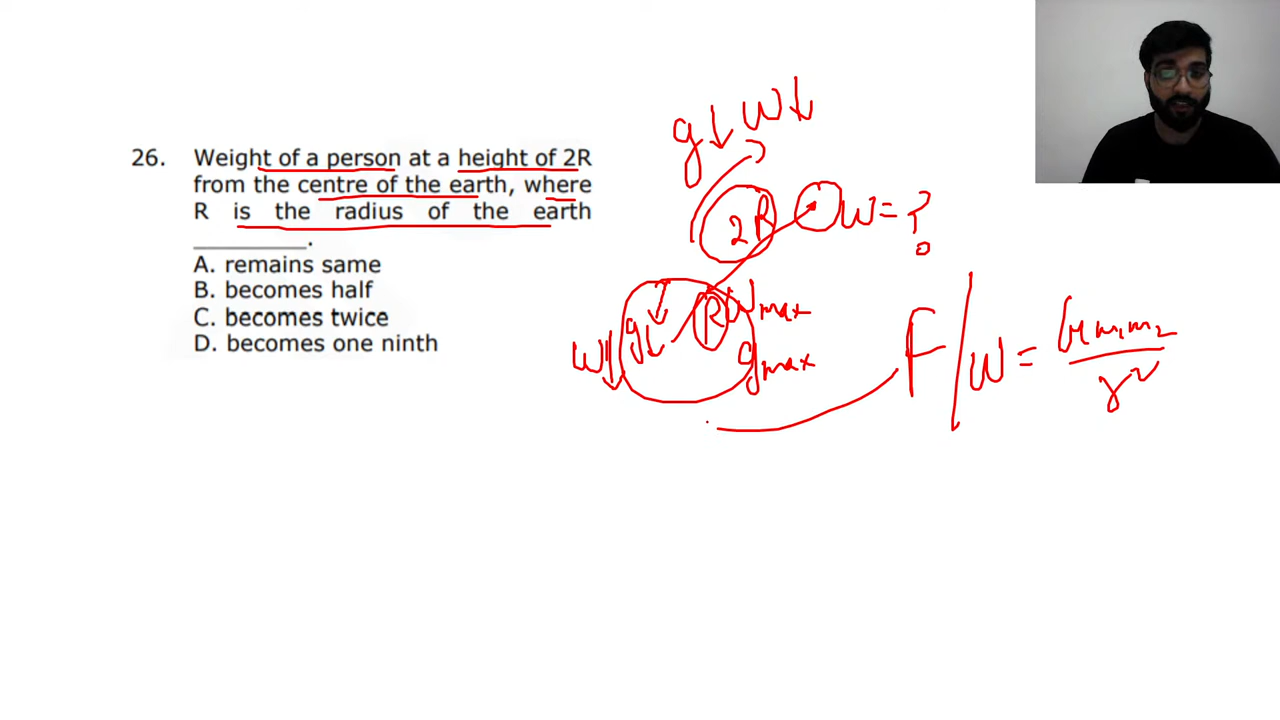 26. Weight of a person at a height of 2R
from the centre of the earth, where
R is the radius of the earth
__________.
A. remains same
B. becomes half
C. becomes twice
D. becomes one ninth
g↓ W↓
2R
W = ?
R
Wmax
gmax
W↓
g↓
F/W = Gm₁m₂/r²